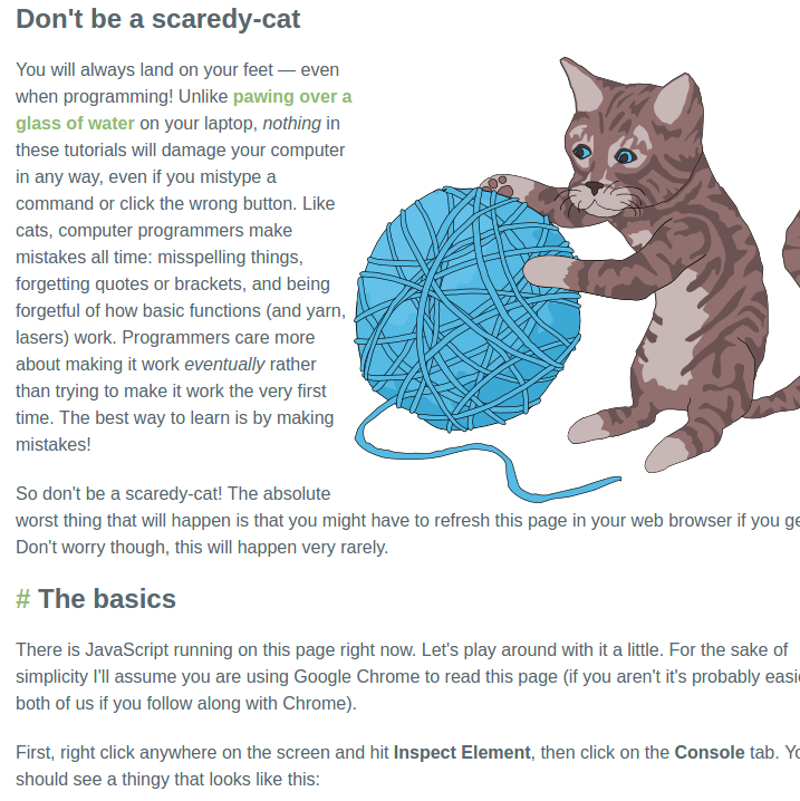 Don't be a scaredy-cat
You will always land on your feet — even
when programming! Unlike pawing over a
glass of water on your laptop, nothing in
these tutorials will damage your computer
in any way, even if you mistype a
command or click the wrong button. Like
cats, computer programmers make
mistakes all time: misspelling things,
forgetting quotes or brackets, and being
forgetful of how basic functions (and yarn,
lasers) work. Programmers care more
about making it work eventually rather
than trying to make it work the very first
time. The best way to learn is by making
mistakes!
So don't be a scaredy-cat! The absolute
worst thing that will happen is that you might have to refresh this page in your web browser if you
Don't worry though, this will happen very rarely.
# The basics
There is JavaScript running on this page right now. Let's play around with it a little. For the sake of
simplicity I'll assume you are using Google Chrome to read this page (if you aren't it's probably
both of us if you follow along with Chrome).
First, right click anywhere on the screen and hit Inspect Element, then click on the Console tab.
should see a thingy that looks like this: